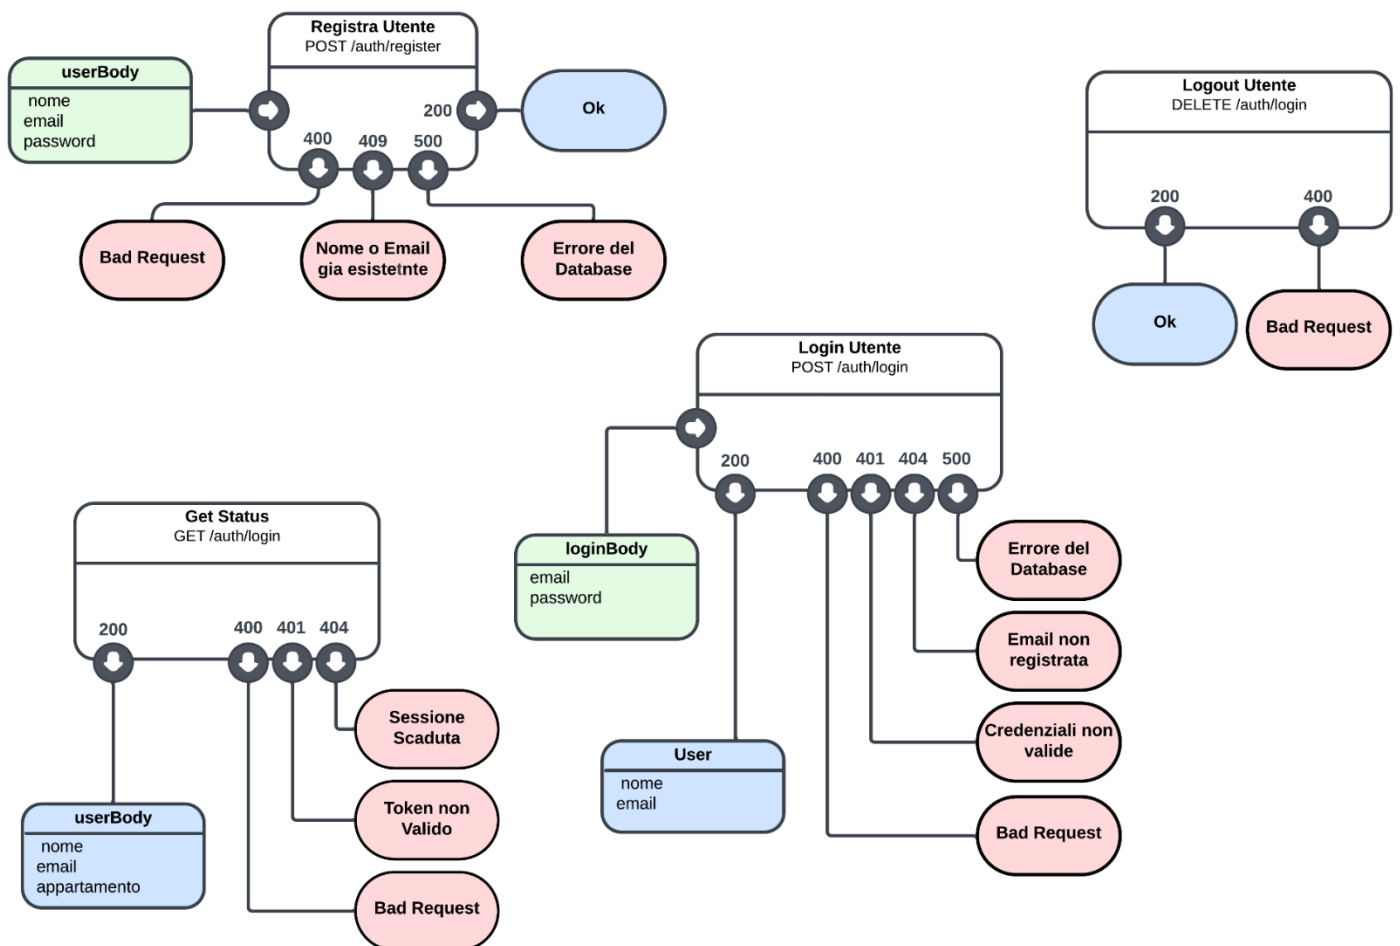 Registra Utente
POST /auth/register
userBody
nome
email
password
200
Ok
400
409
500
Bad Request
Nome o Email
gia esistetnte
Errore del
Database
Logout Utente
DELETE /auth/login
200
400
Ok
Bad Request
Login Utente
POST /auth/login
200
400
401
404
500
loginBody
email
password
Errore del
Database
Email non
registrata
Credenziali non
valide
Bad Request
User
nome
email
Get Status
GET /auth/login
200
400
401
404
Sessione
Scaduta
Token non
Valido
Bad Request
userBody
nome
email
appartamento